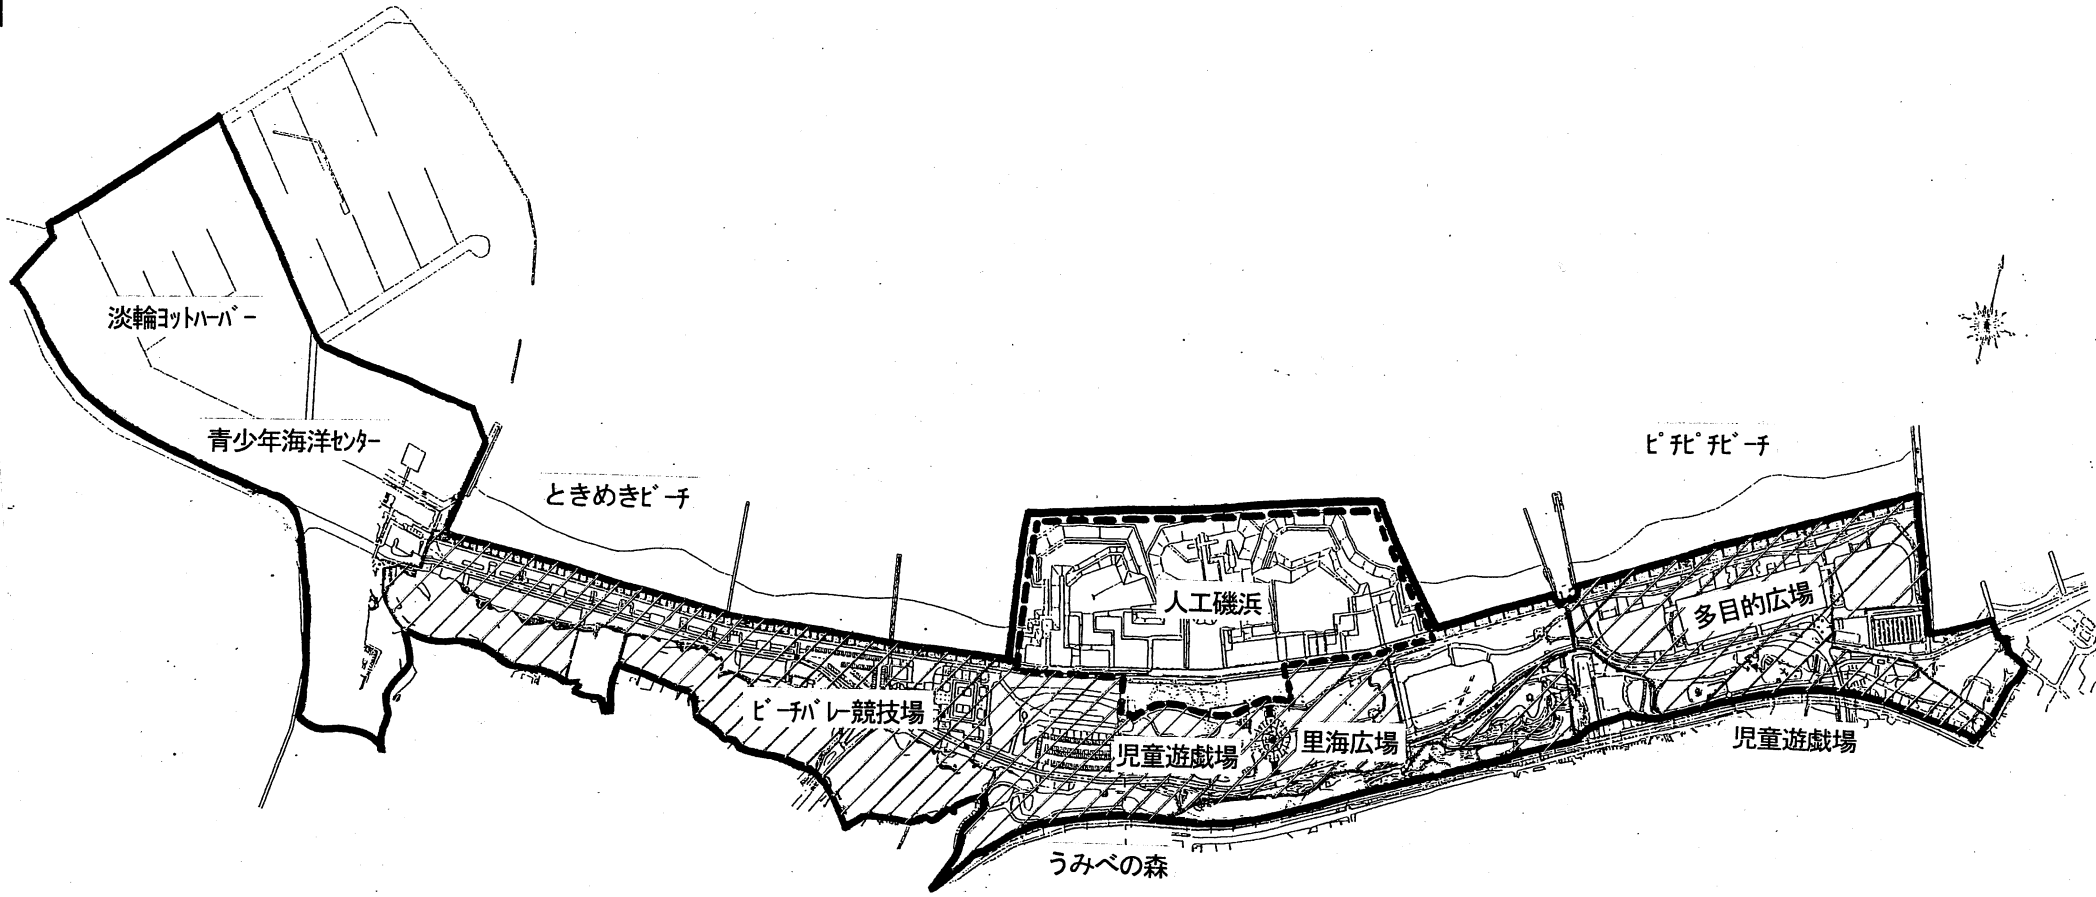 淡輪ﾖｯﾄﾊｰﾊﾞｰ
青少年海洋ｾﾝﾀｰ
ときめきﾋﾞｰﾁ
ﾋﾟﾁﾋﾟﾁﾋﾞｰﾁ
人工磯浜
多目的広場
ﾋﾞｰﾁﾊﾞﾚｰ競技場
児童遊戯場
里海広場
児童遊戯場
うみべの森